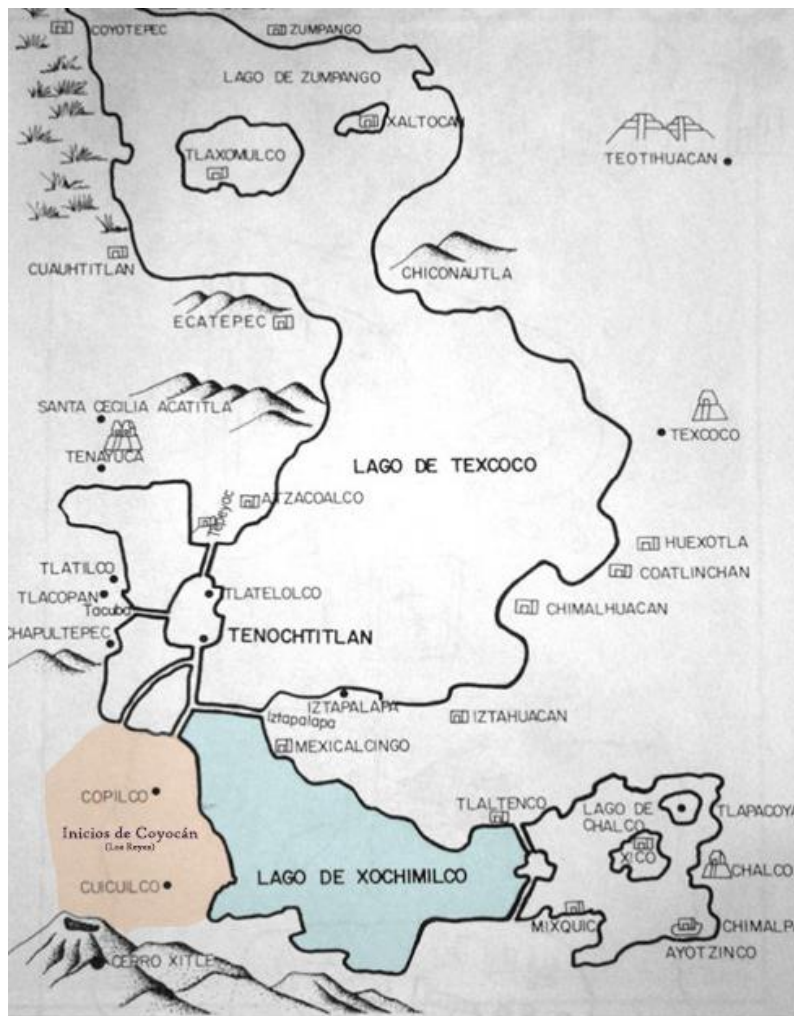 COYOTEPEC
ZUMPANGO
LAGO DE ZUMPANGO
XALTOCAN
TLAXOMULCO
TEOTIHUACAN
CUAUHTITLAN
CHICONAUTLA
ECATEPEC
SANTA CECILIA ACATITLA
TEXCOCO
TENAYUCA
LAGO DE TEXCOCO
ATZACOALCO
Tepeyac
HUEXOTLA
TLATILCO
COATLINCHAN
TLACOPAN
TLATELOLCO
Tacuba
CHIMALHUACAN
CHAPULTEPEC
TENOCHTITLAN
IZTAPALAPA
Iztapalapa
IZTAHUACAN
MEXICALCINGO
COPILCO
TLALTENCO
LAGO DE
CHALCO
TLAPACOYA
Inicios de Coyocán
(Los Reyes)
XICO
CHALCO
CUICUILCO
LAGO DE XOCHIMILCO
MIXQUIC
CHIMALP
AYOTZINCO
CERRO XITLE